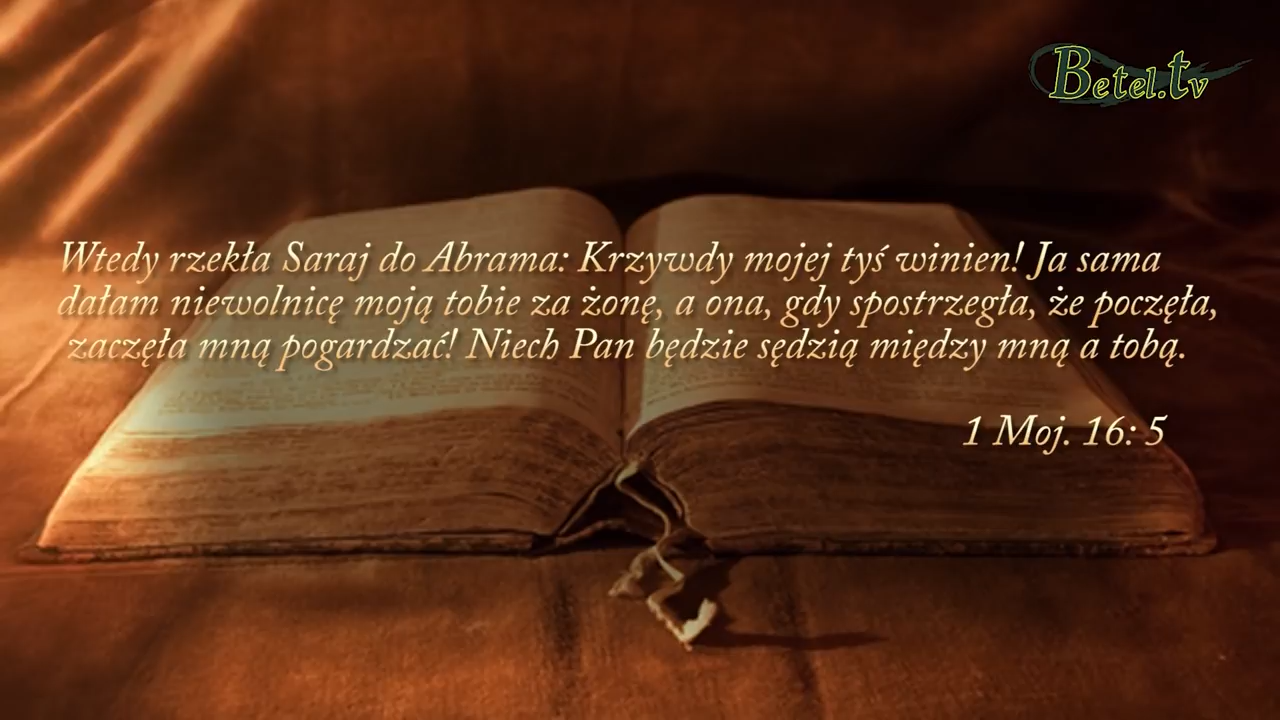 Betel.tv
Wtedy rzekła Saraj do Abrama: Krzywdy mojej tyś winien! Ja sama
dałam niewolnicę moją tobie za żonę, a ona, gdy spostrzegła, że poczęła,
zaczęła mną pogardzać! Niech Pan będzie sędzią między mną a tobą.
1 Moj. 16: 5